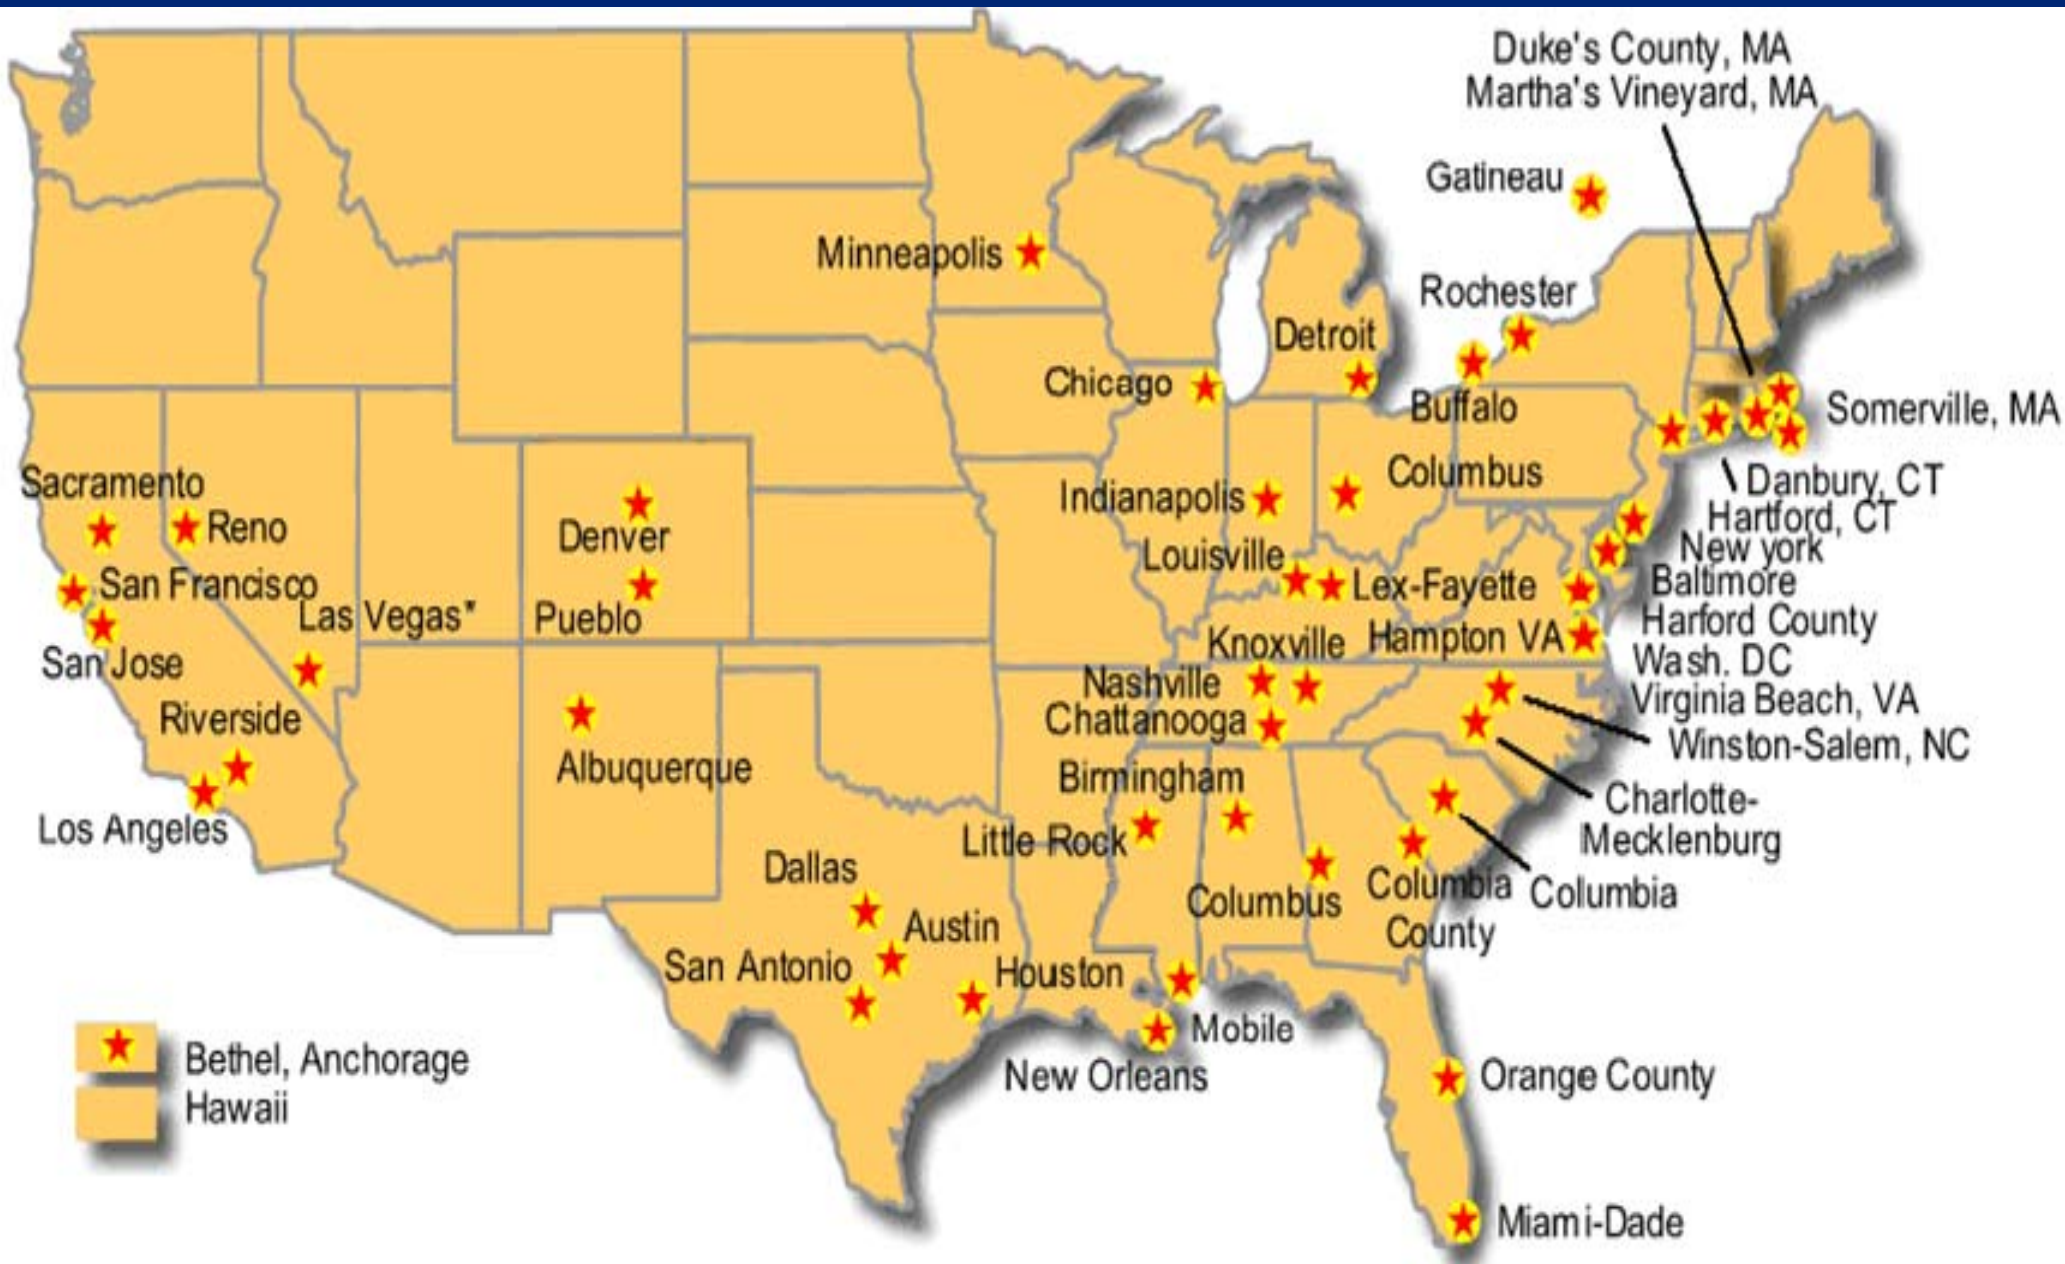 Duke's County, MA
Martha's Vineyard, MA
Gatineau
Minneapolis
Rochester
Detroit
Chicago
Buffalo
Somerville, MA
Columbus
Danbury, CT
Sacramento
Indianapolis
Hartford, CT
Reno
Denver
New york
Louisville
San Francisco
Lex-Fayette
Baltimore
Las Vegas*
Pueblo
Harford County
Knoxville
Hampton VA
San Jose
Wash. DC
Nashville
Virginia Beach, VA
Riverside
Chattanooga
Winston-Salem, NC
Albuquerque
Birmingham
Charlotte-
Mecklenburg
Los Angeles
Little Rock
Dallas
Columbia
County
Columbia
Columbus
Austin
San Antonio
Houston
Mobile
Bethel, Anchorage
New Orleans
Orange County
Hawaii
Miami-Dade